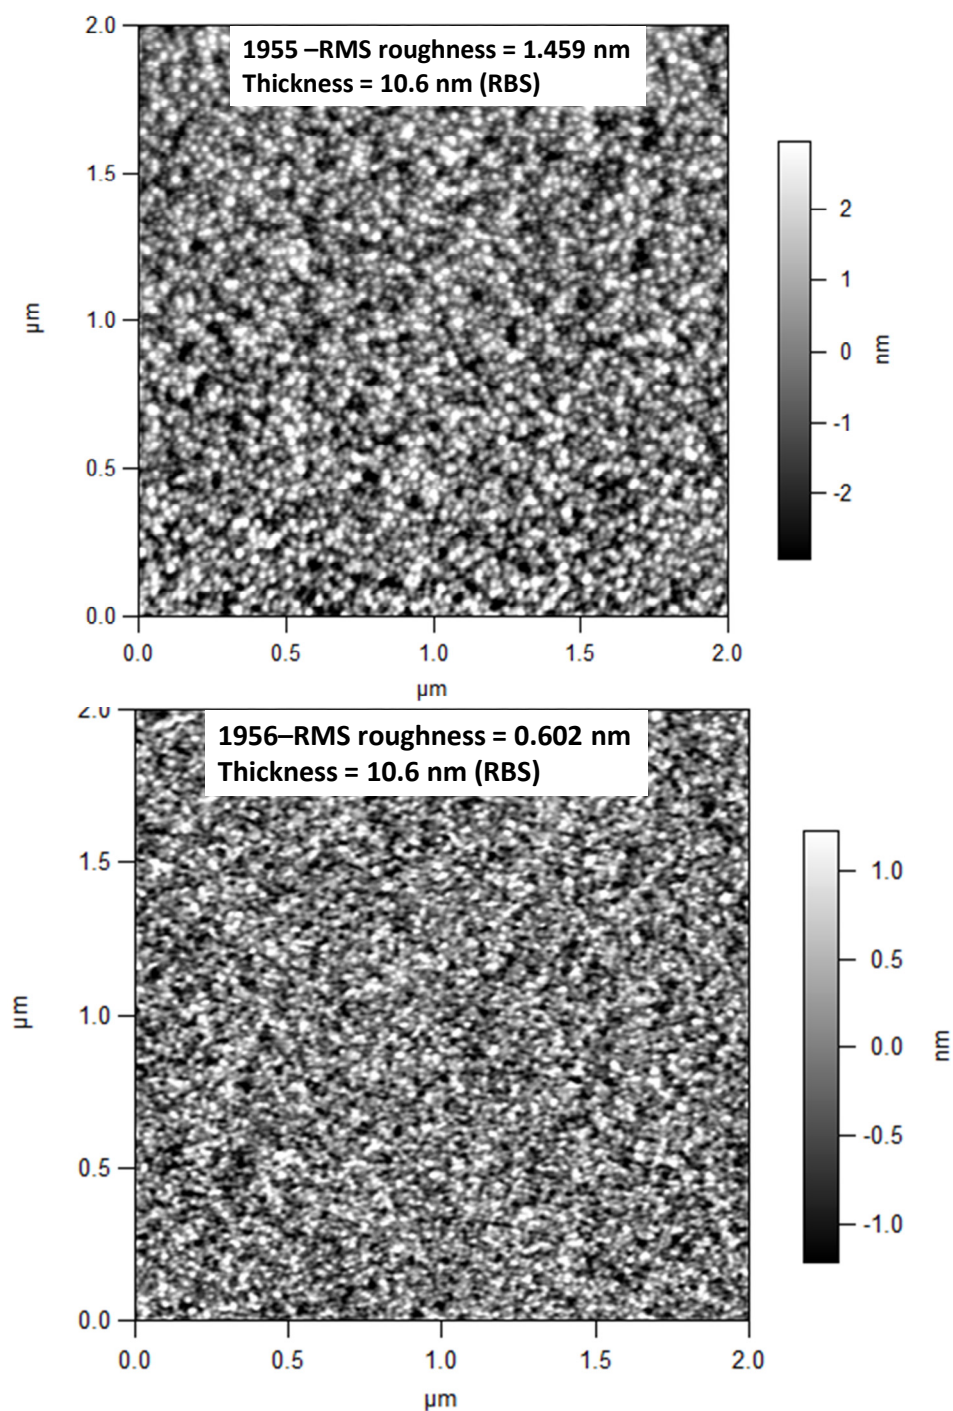 2.0
1955 –RMS roughness = 1.459 nm
Thickness = 10.6 nm (RBS)
1.5
1.0
0.5
0.0
µm
0.0 0.5 1.0 1.5 2.0
µm
2
1
0
-1
-2
nm
2.0
1956–RMS roughness = 0.602 nm
Thickness = 10.6 nm (RBS)
1.5
1.0
0.5
0.0
µm
0.0 0.5 1.0 1.5 2.0
µm
1.0
0.5
0.0
-0.5
-1.0
nm